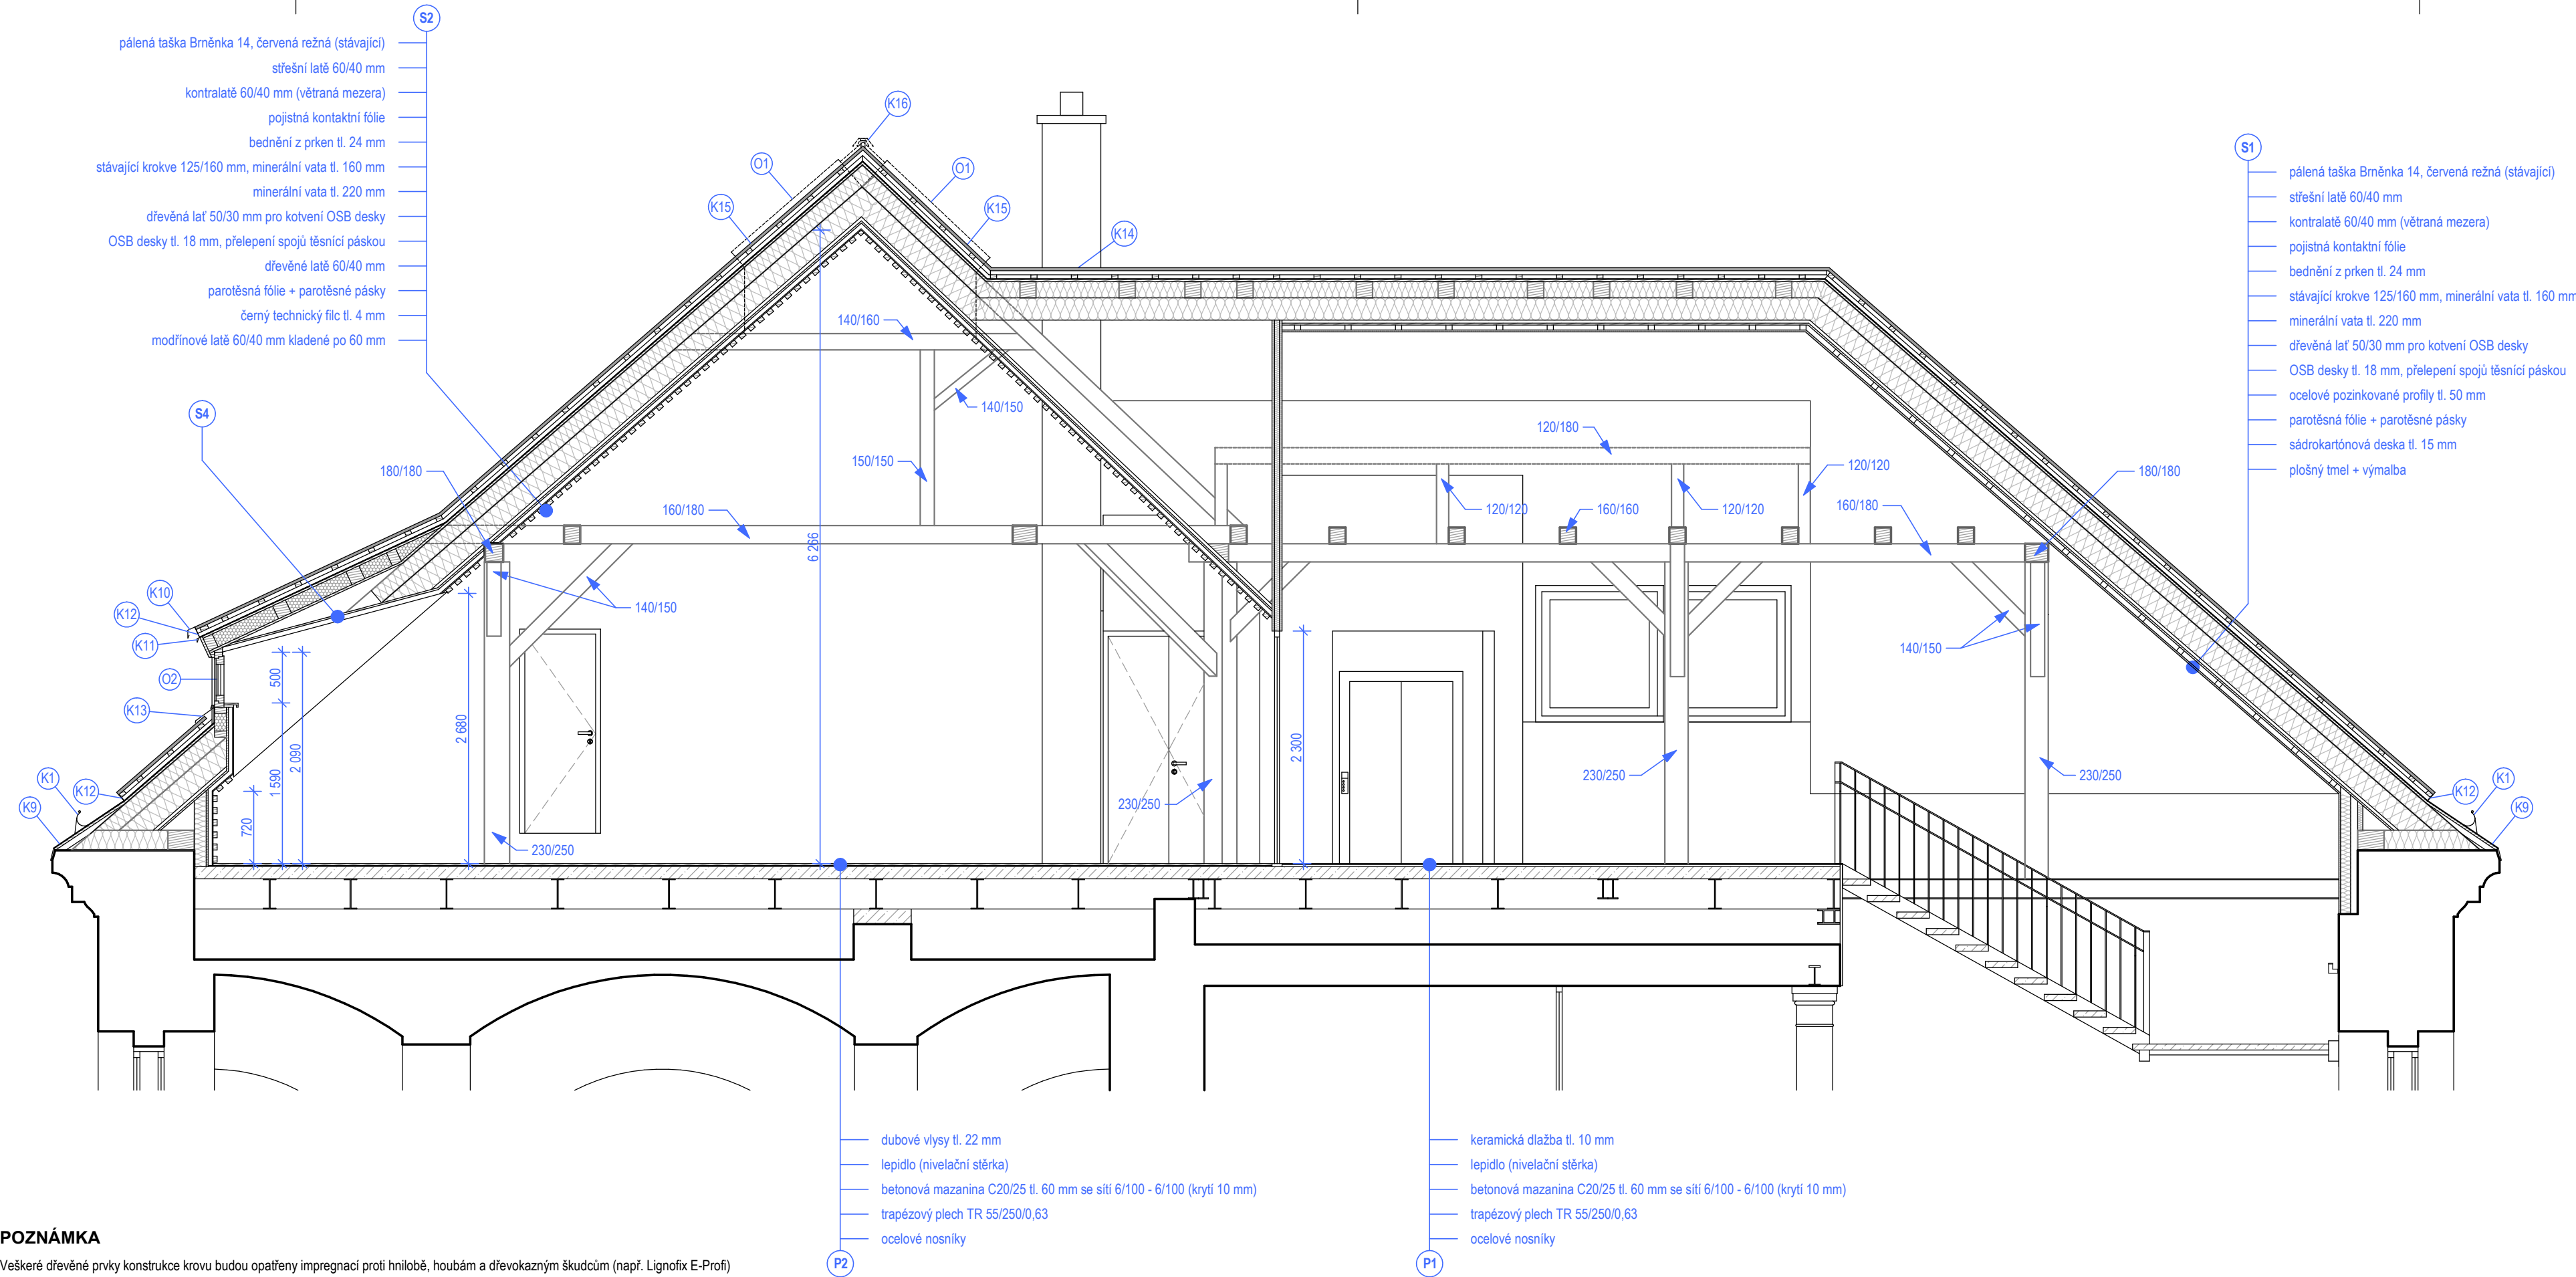 S2
pálená taška Brněnka 14, červená režná (stávající)
střešní latě 60/40 mm
kontralatě 60/40 mm (větraná mezera)
pojistná kontaktní fólie
bednění z prken tl. 24 mm
stávající krokve 125/160 mm, minerální vata tl. 160 mm
minerální vata tl. 220 mm
dřevěná lať 50/30 mm pro kotvení OSB desky
OSB desky tl. 18 mm, přelepení spojů těsnící páskou
dřevěné latě 60/40 mm
parotěsná fólie + parotěsné pásky
černý technický filc tl. 4 mm
modřínové latě 60/40 mm kladené po 60 mm
S1
pálená taška Brněnka 14, červená režná (stávající)
střešní latě 60/40 mm
kontralatě 60/40 mm (větraná mezera)
pojistná kontaktní fólie
bednění z prken tl. 24 mm
stávající krokve 125/160 mm, minerální vata tl. 160 mm
minerální vata tl. 220 mm
dřevěná lať 50/30 mm pro kotvení OSB desky
OSB desky tl. 18 mm, přelepení spojů těsnící páskou
ocelové pozinkované profily tl. 50 mm
parotěsná fólie + parotěsné pásky
sádrokartónová deska tl. 15 mm
plošný tmel + výmalba
K16
O1
O1
K15
K15
K14
S4
140/160
140/150
150/150
180/180
160/180
6 266
140/150
120/180
120/120
120/120
160/160
120/120
160/180
180/180
140/150
K10
K12
K11
O2
K13
K1
K12
K9
500
1 590
2 090
2 680
720
230/250
230/250
2 300
230/250
230/250
K12
K1
K9
dubové vlysy tl. 22 mm
lepidlo (nivelační stěrka)
betonová mazanina C20/25 tl. 60 mm se sítí 6/100 - 6/100 (krytí 10 mm)
trapézový plech TR 55/250/0,63
ocelové nosníky
P2
keramická dlažba tl. 10 mm
lepidlo (nivelační stěrka)
betonová mazanina C20/25 tl. 60 mm se sítí 6/100 - 6/100 (krytí 10 mm)
trapézový plech TR 55/250/0,63
ocelové nosníky
P1
POZNÁMKA
Veškeré dřevěné prvky konstrukce krovu budou opatřeny impregnací proti hnilobě, houbám a dřevokazným škudcům (např. Lignofix E-Profi)